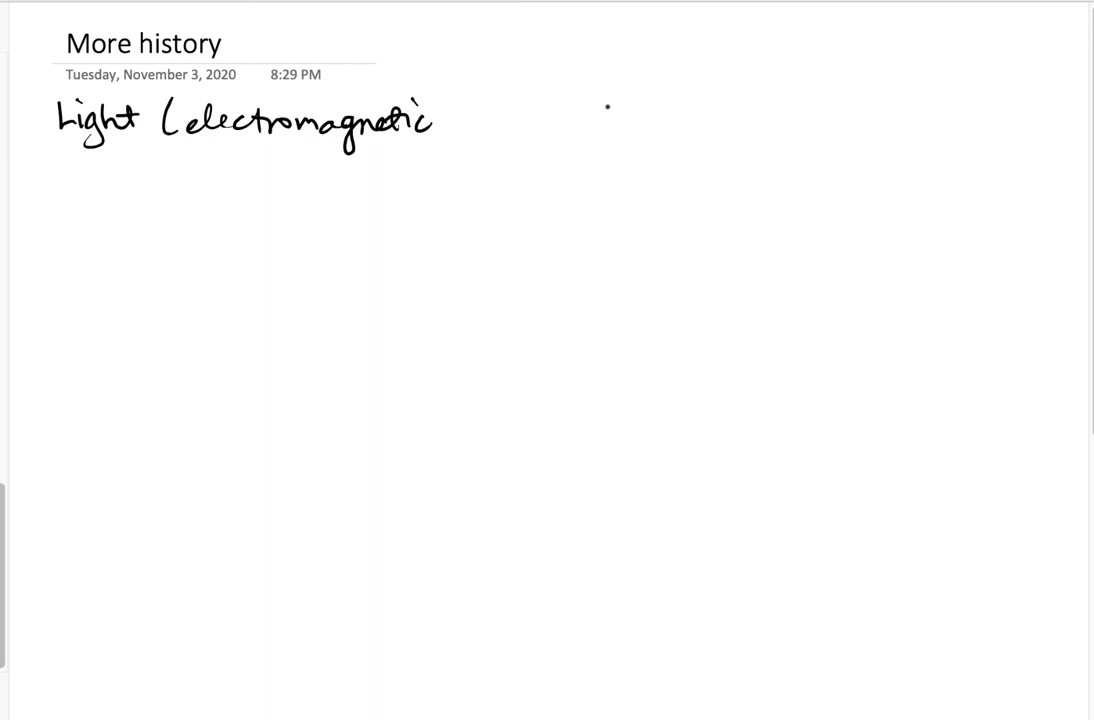 More history
Tuesday, November 3, 2020 8:29 PM
Light (electromagnetic